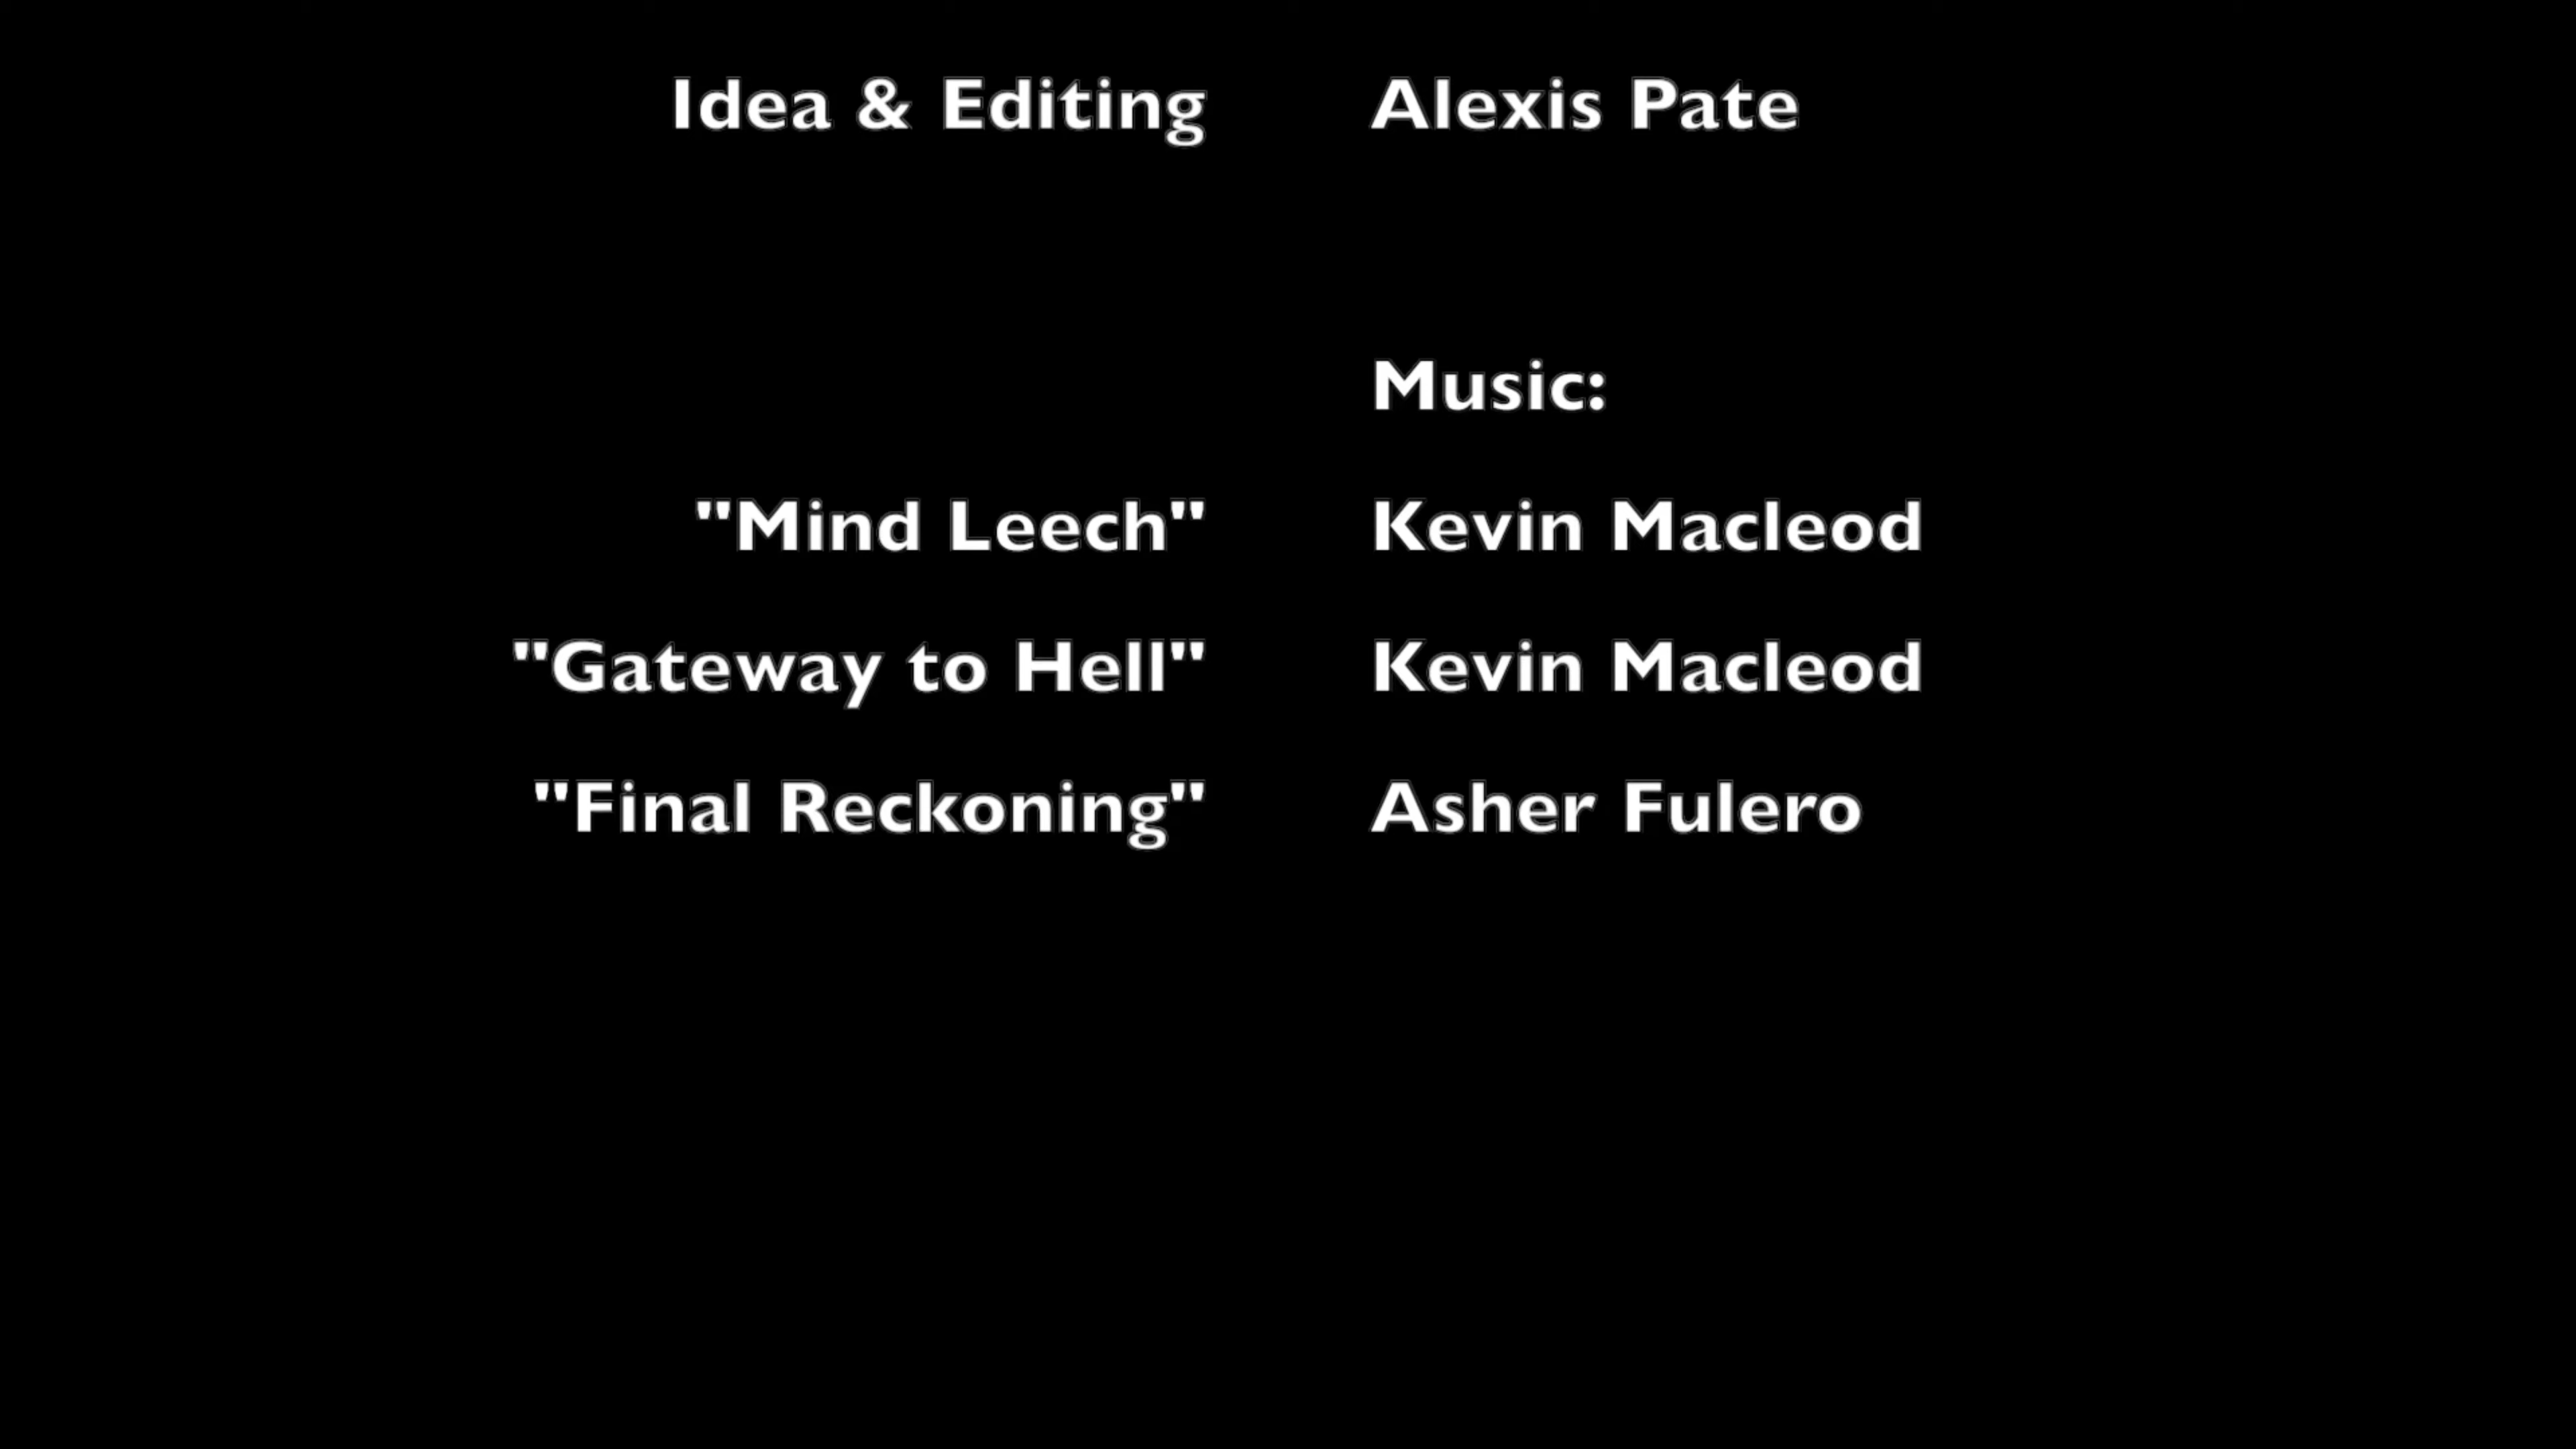 Idea & Editing Alexis Pate
Music:
"Mind Leech" Kevin Macleod
"Gateway to Hell" Kevin Macleod
"Final Reckoning" Asher Fulero